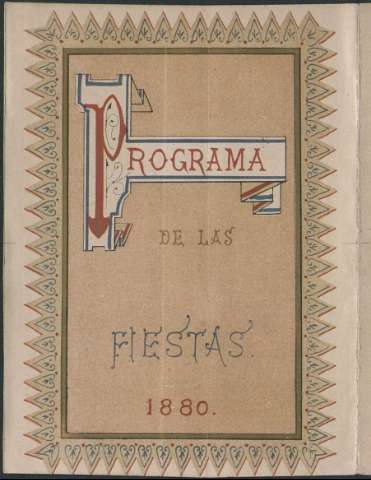 PROGRAMA
DE LAS
FIESTAS.
1880.